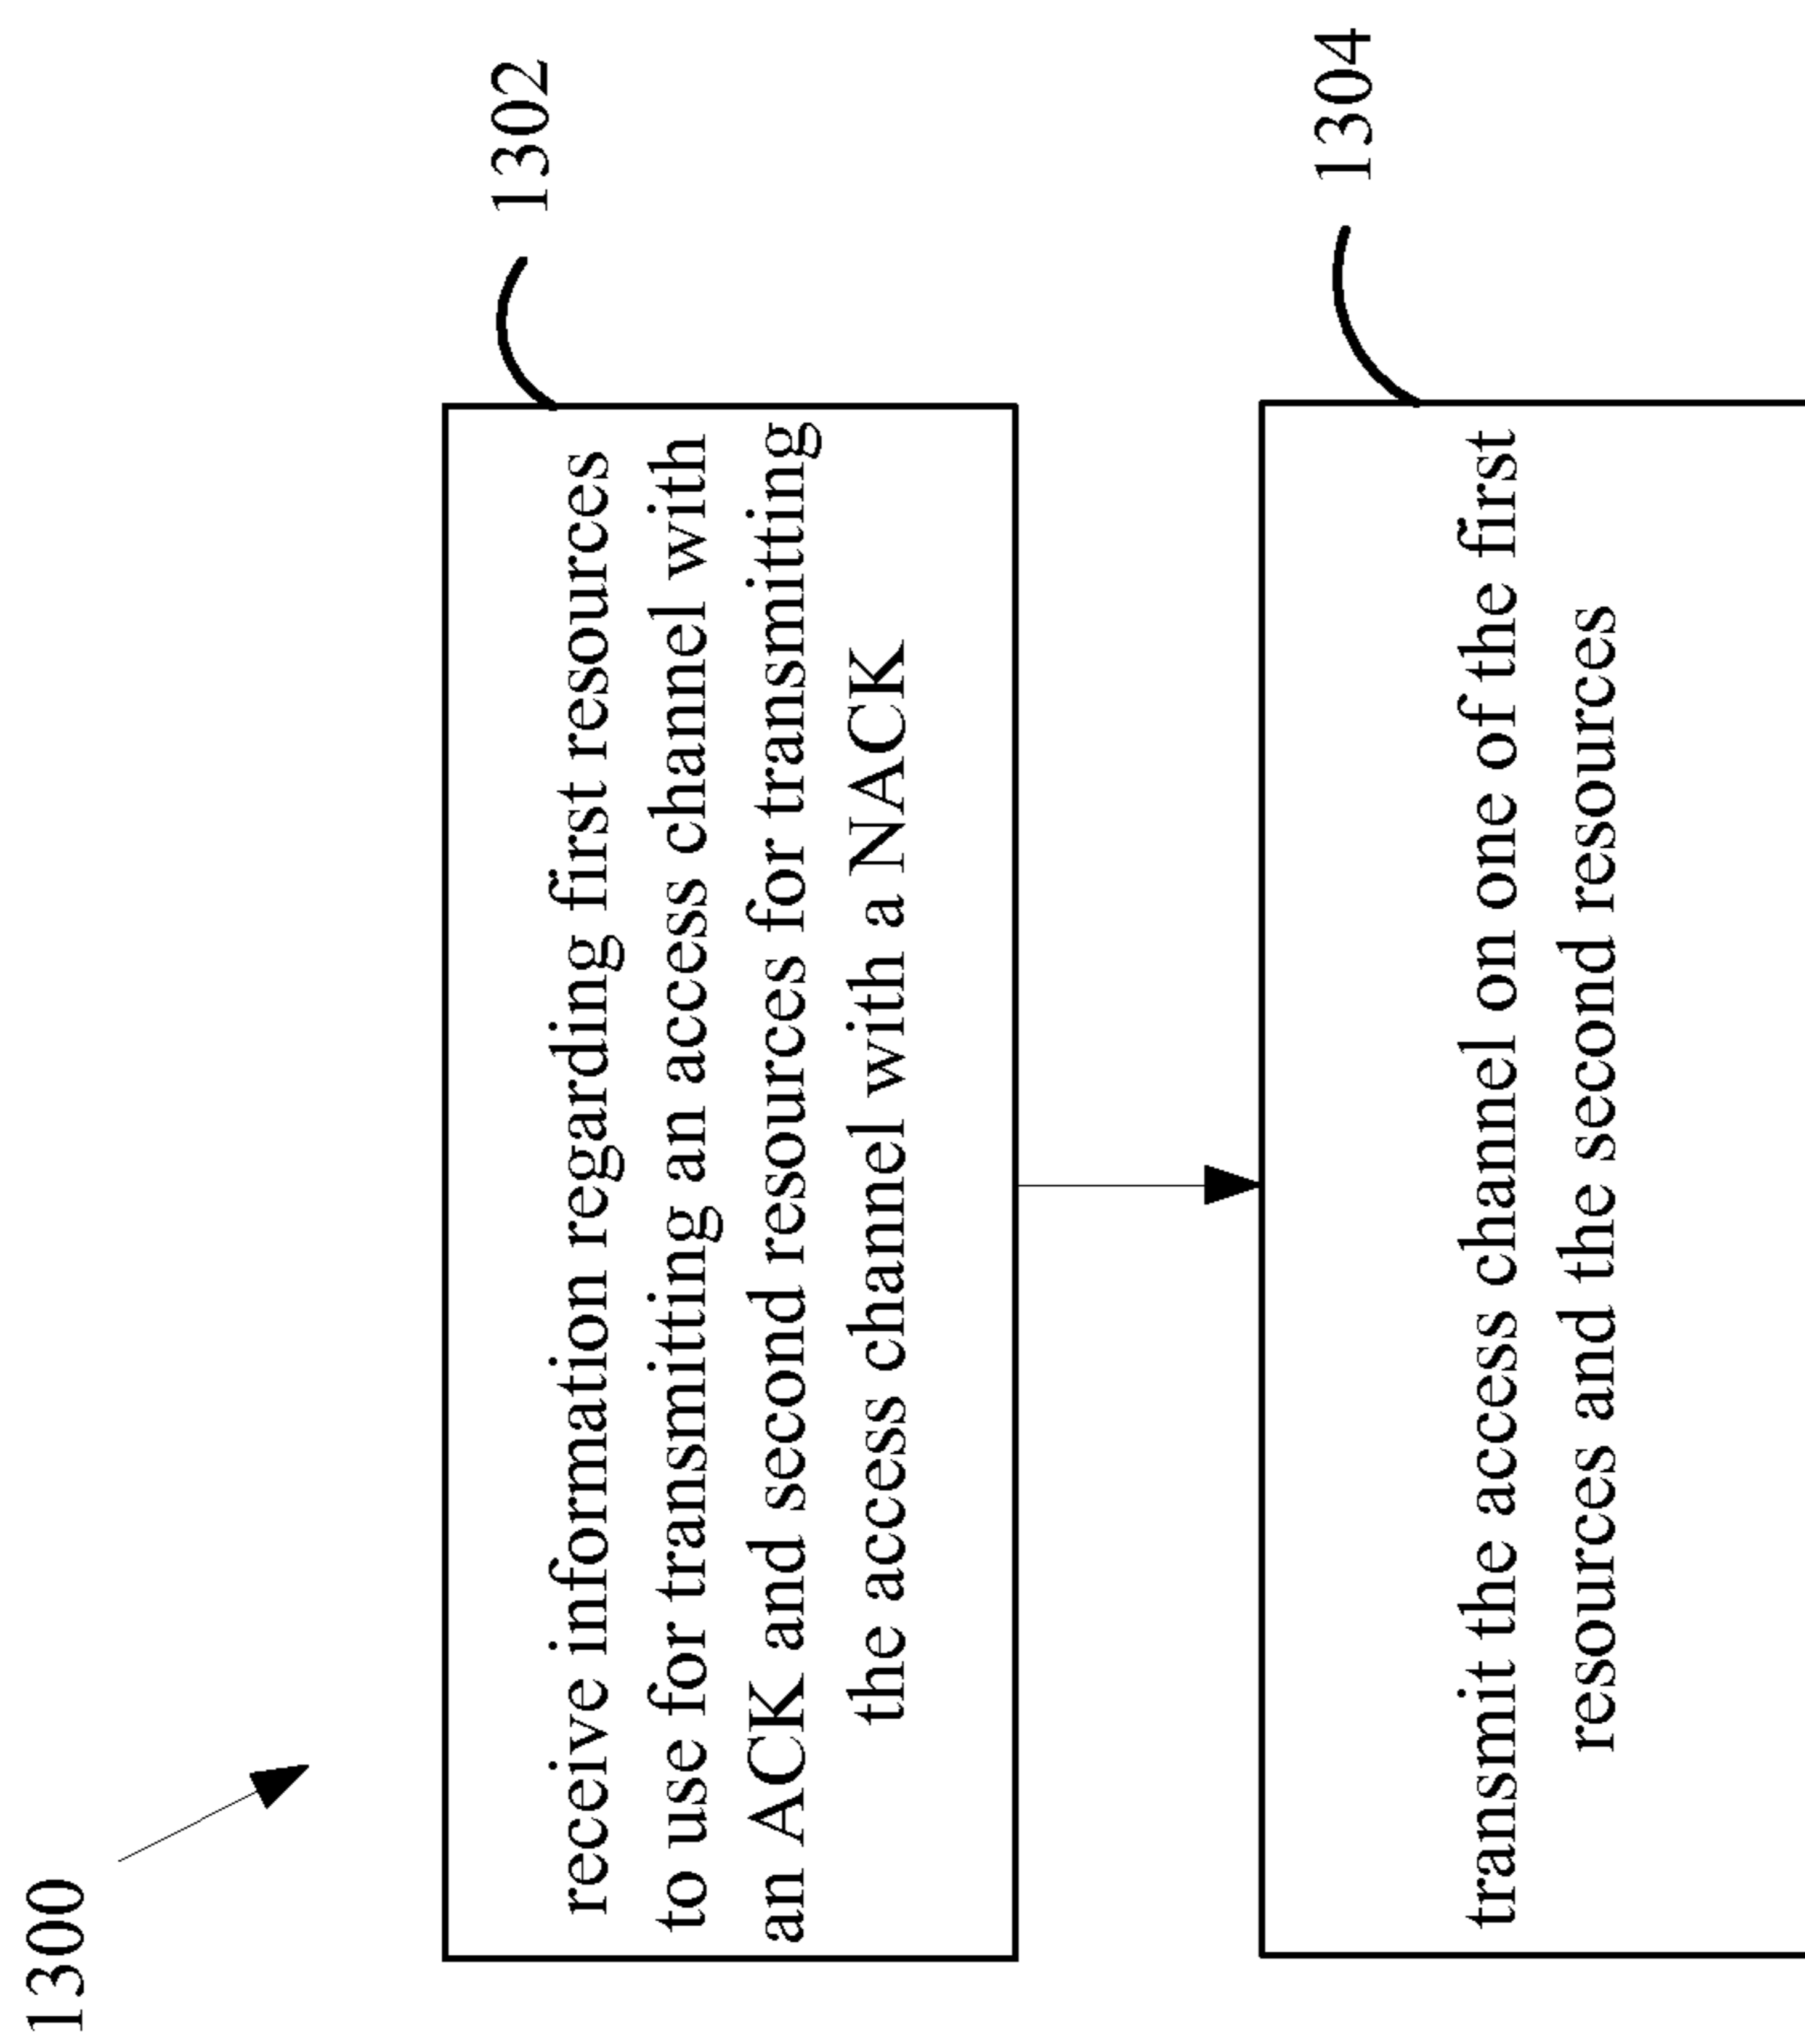 1300
1302
receive information regarding first resources
to use for transmitting an access channel with
an ACK and second resources for transmitting
the access channel with a NACK
1304
transmit the access channel on one of the first
resources and the second resources